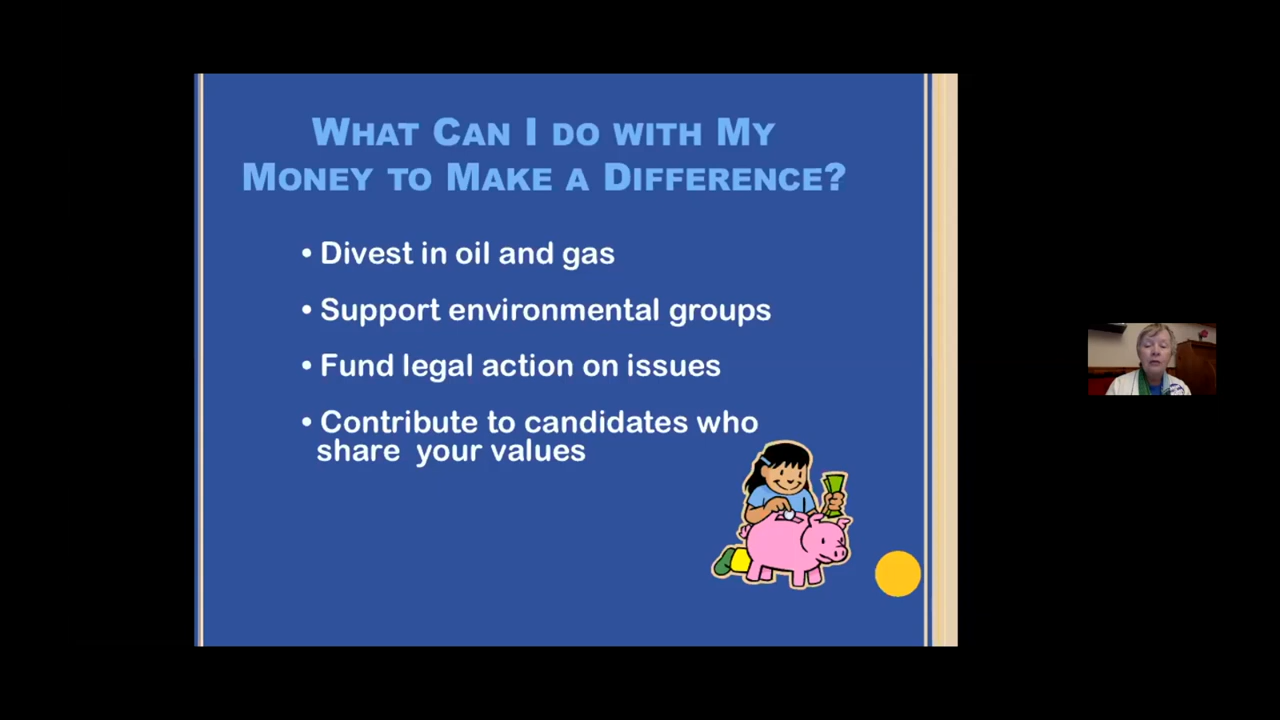 WHAT CAN I DO WITH MY
MONEY TO MAKE A DIFFERENCE?
• Divest in oil and gas
• Support environmental groups
• Fund legal action on issues
• Contribute to candidates who
share your values